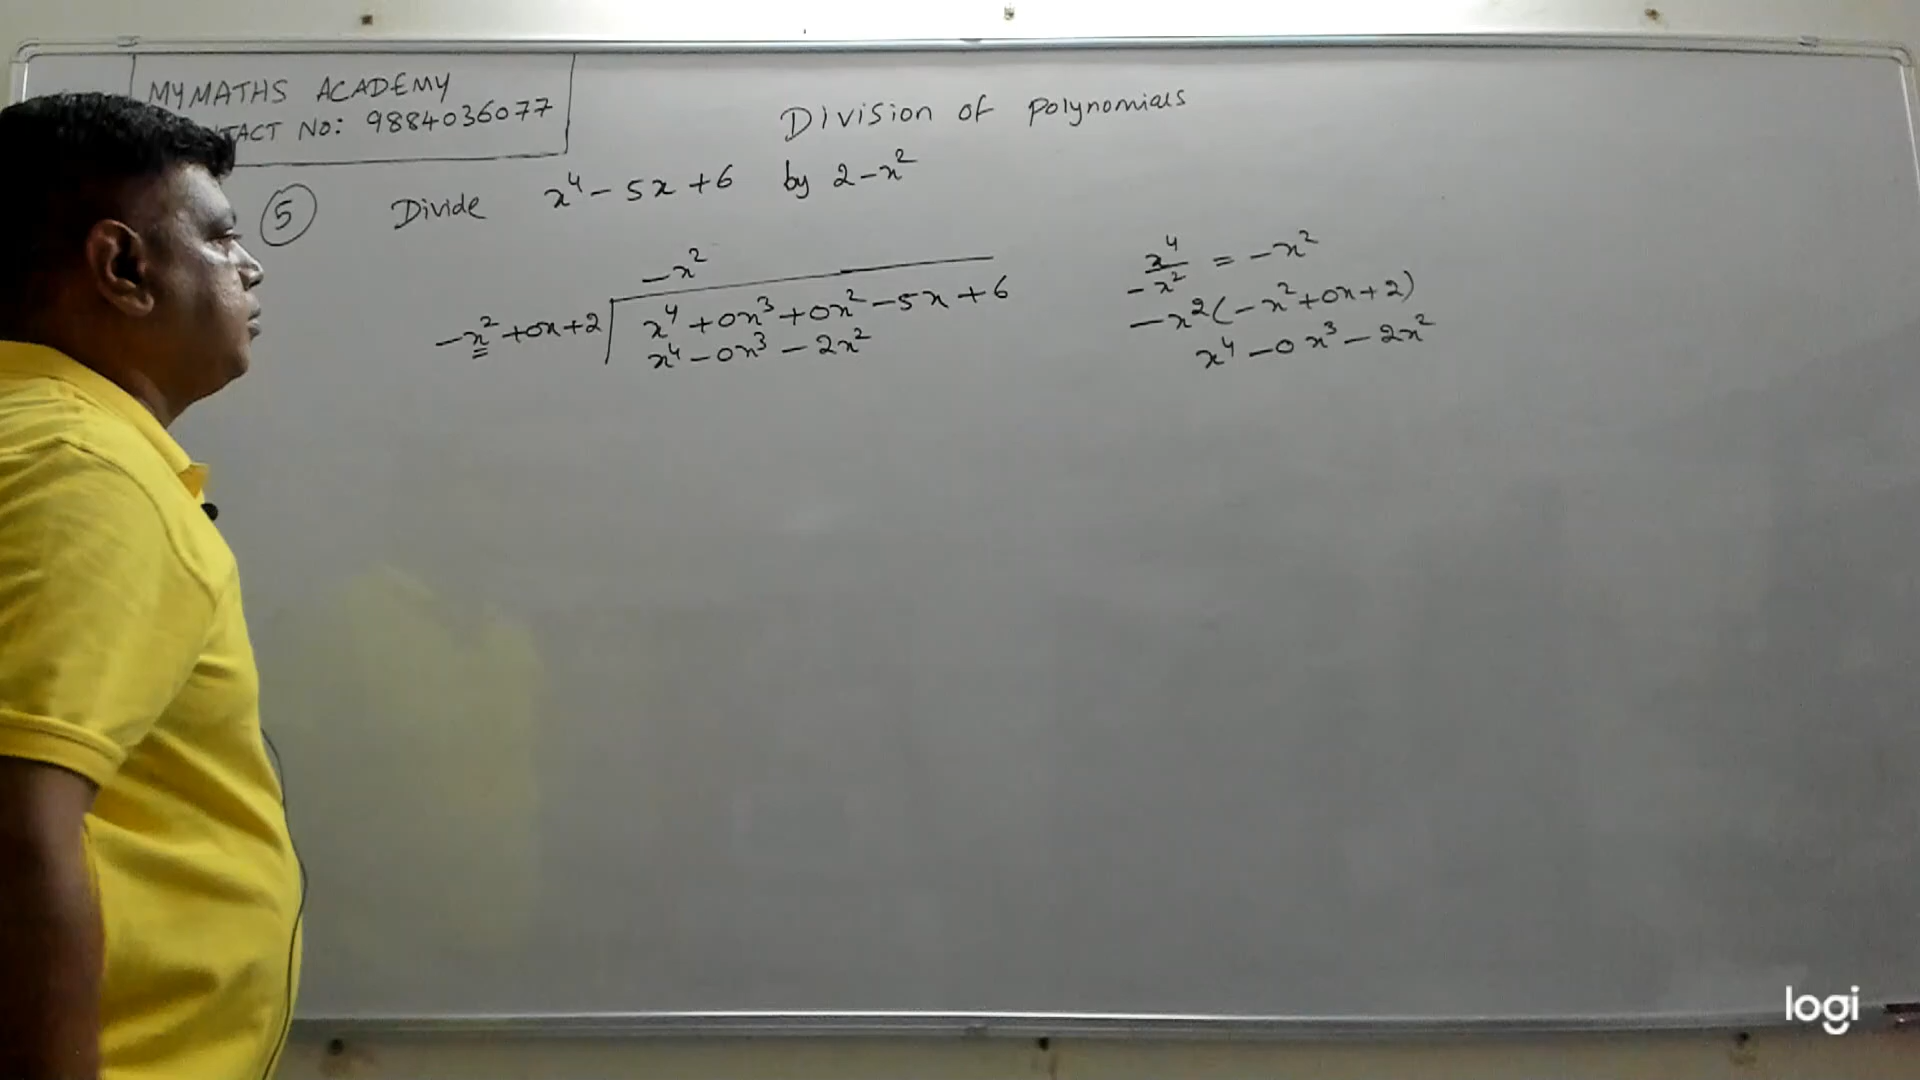 MYMATHS ACADEMY
TACT NO: 9884036077
Division of polynomials
5 Divide x⁴ - 5x + 6 by 2 - x²
-x²
-x² + 0x + 2 x⁴ + 0x³ + 0x² - 5x + 6
x⁴ - 0x³ - 2x²
x⁴/-x² = -x²
-x²(-x² + 0x + 2)
x⁴ - 0x³ - 2x²
logi